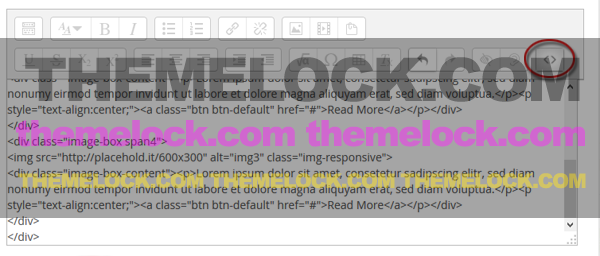 <div class="image-box-content"><p>Lorem ipsum dolor sit amet, consetetur sadipscing elitr, sed diam
nonumy eirmod tempor invidunt ut labore et dolore magna aliquyam erat, sed diam voluptua.</p><p
style="text-align:center;"><a class="btn btn-default" href="#">Read More</a></p></div>
</div>
<div class="image-box span4">
<img src="http://placehold.it/600x300" alt="img3" class="img-responsive">
<div class="image-box-content"><p>Lorem ipsum dolor sit amet, consetetur sadipscing elitr, sed diam
nonumy eirmod tempor invidunt ut labore et dolore magna aliquyam erat, sed diam voluptua.</p><p
style="text-align:center;"><a class="btn btn-default" href="#">Read More</a></p></div>
</div>
</div>
THEMELOCK.COM
themelock.com themelock.com
THEMELOCK.COM THEMELOCK.COM THEMELOCK.COM